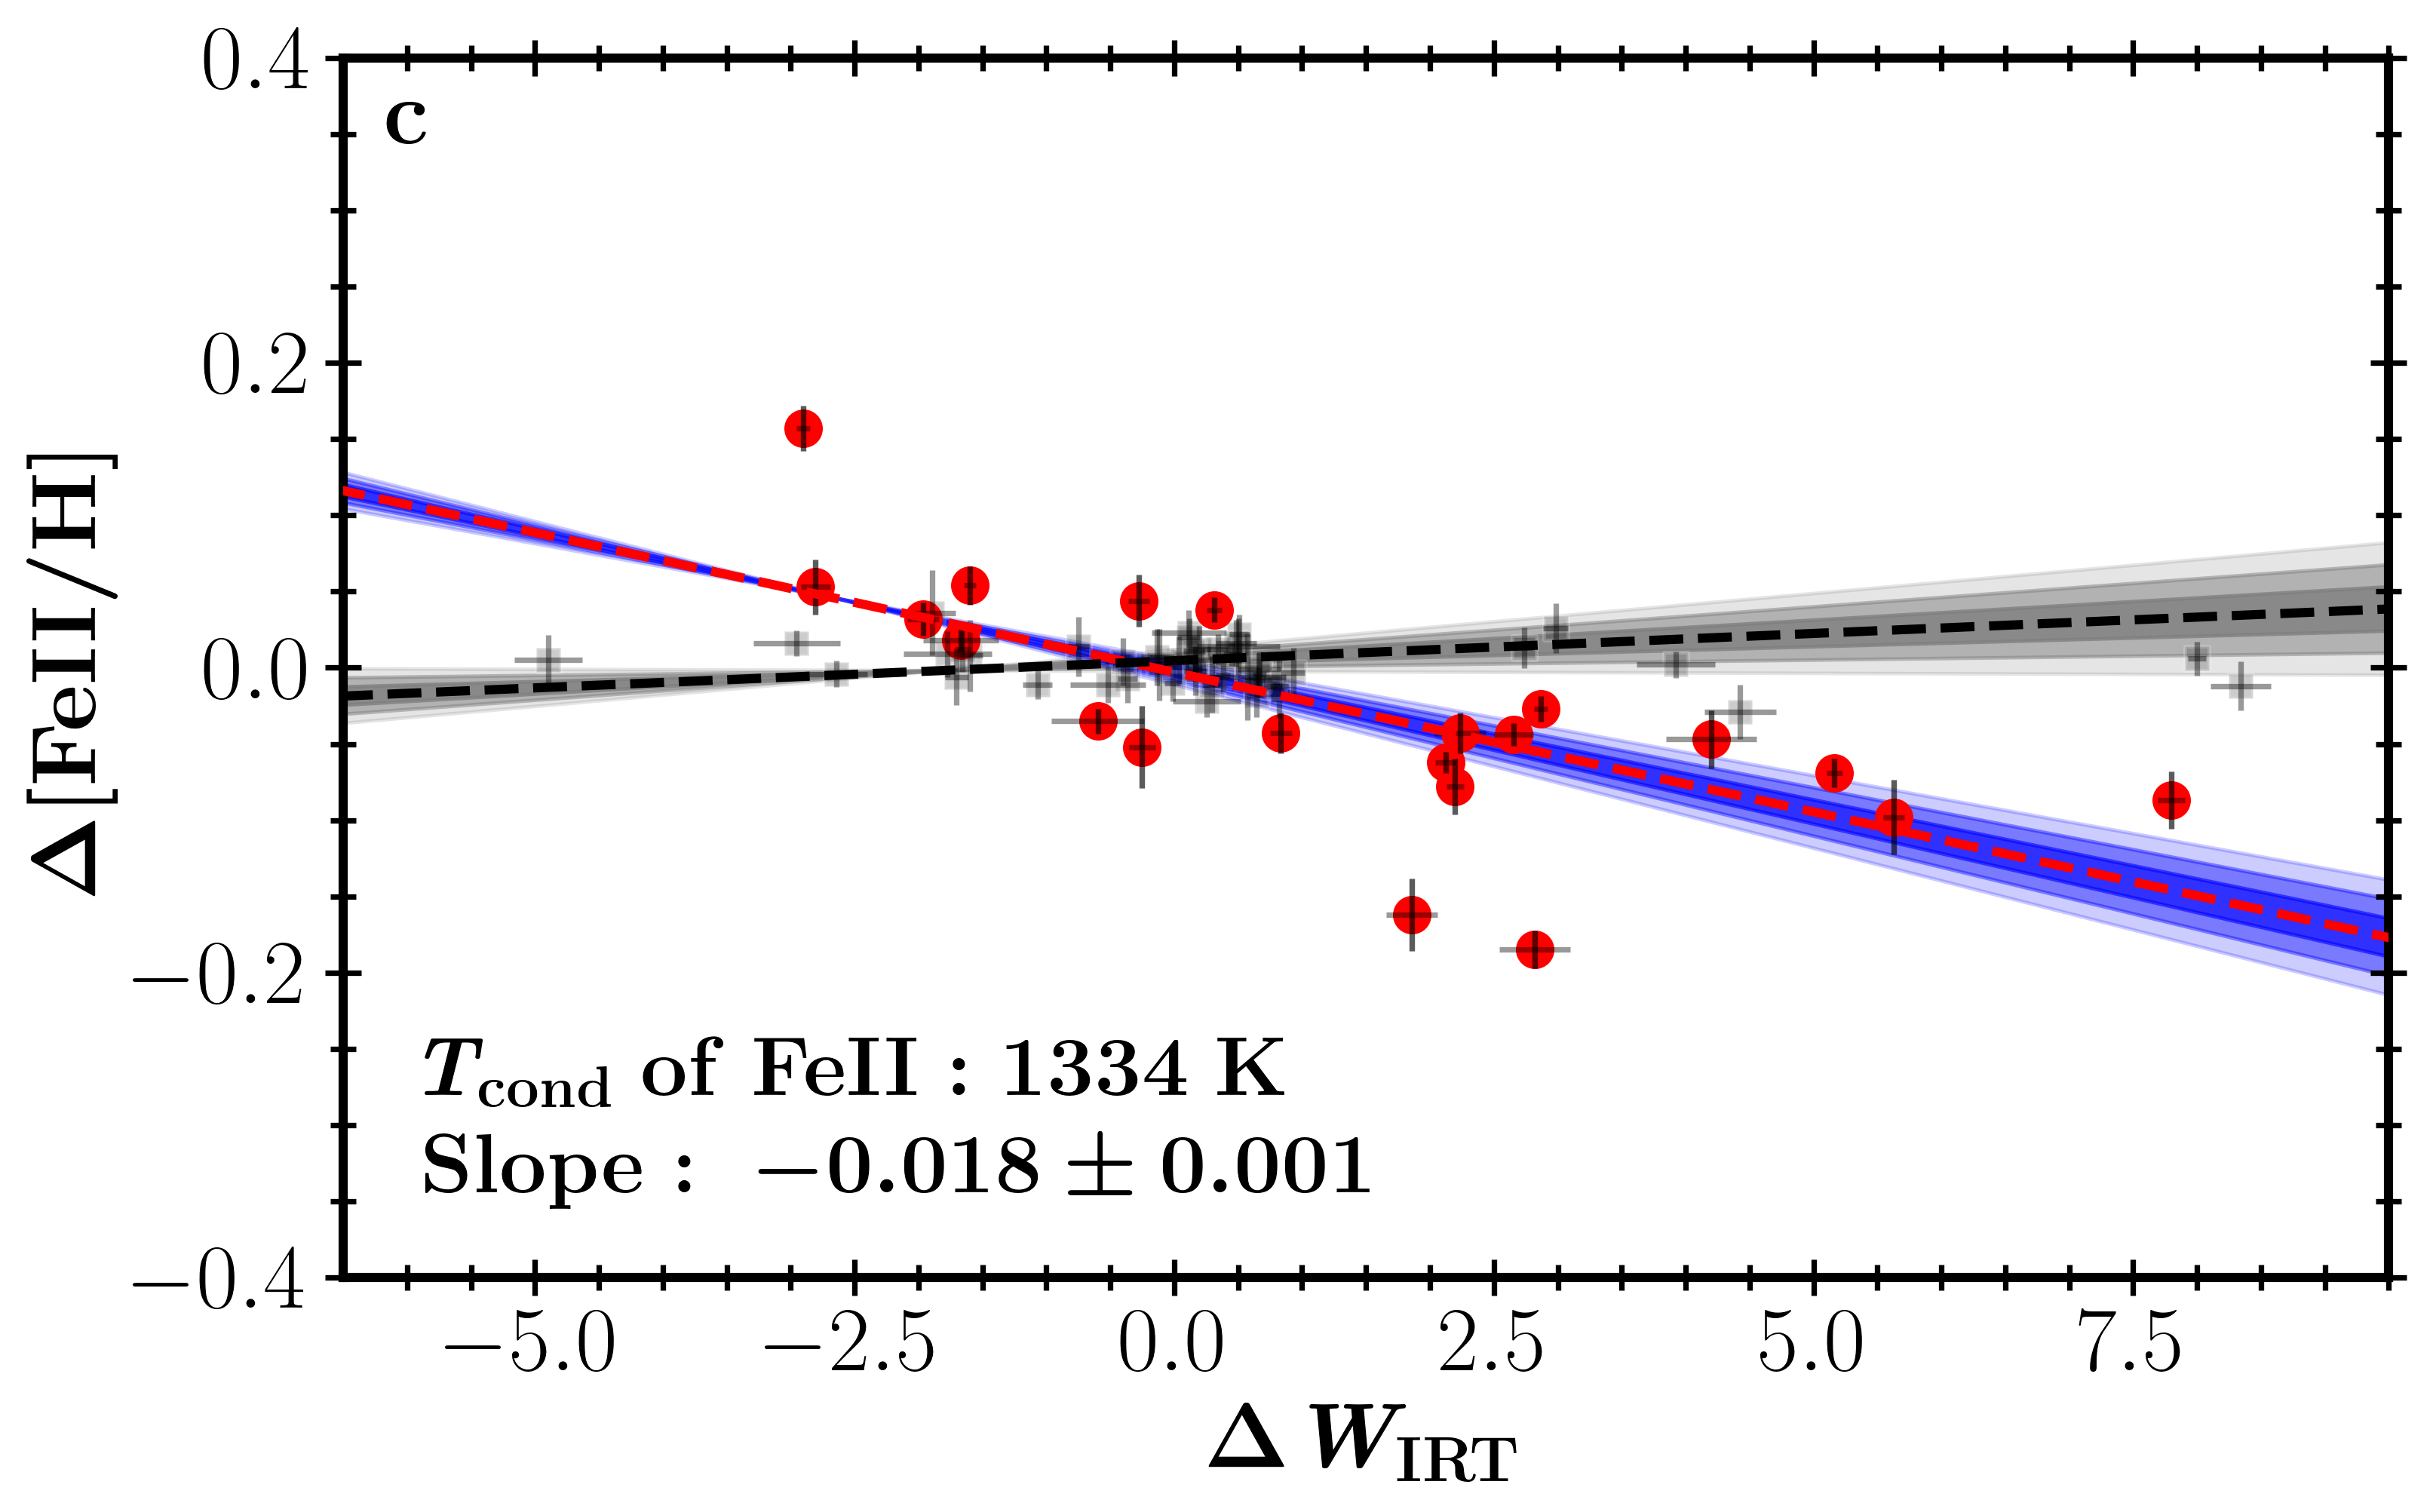 c
0.4
0.2
0.0
−0.2
−0.4
Δ[FeII/H]
T_cond of FeII : 1334 K
Slope : −0.018 ± 0.001
−5.0 −2.5 0.0 2.5 5.0 7.5
Δ W_IRT